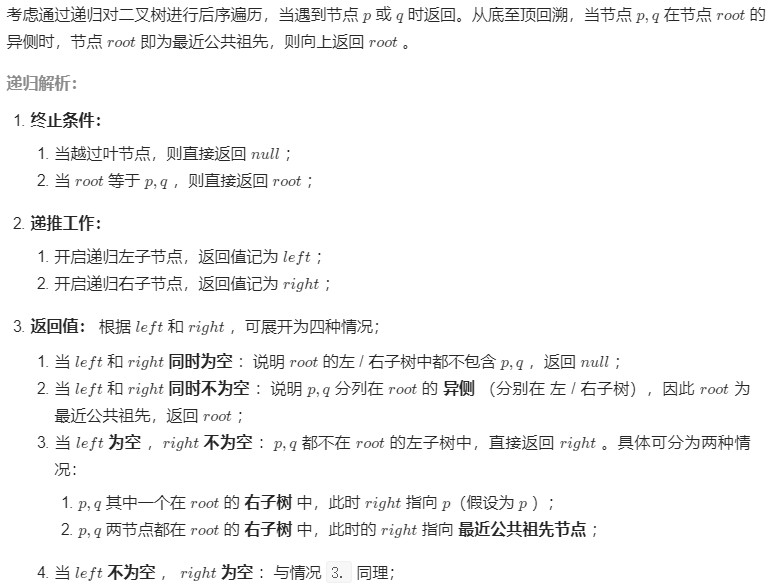 考虑通过递归对二叉树进行后序遍历，当遇到节点 p 或 q 时返回。从底至顶回溯，当节点 p, q 在节点 root 的
异侧时，节点 root 即为最近公共祖先，则向上返回 root 。
递归解析：
1. 终止条件：
1. 当越过叶节点，则直接返回 null ；
2. 当 root 等于 p, q ，则直接返回 root ；
2. 递推工作：
1. 开启递归左子节点，返回值记为 left ；
2. 开启递归右子节点，返回值记为 right ；
3. 返回值： 根据 left 和 right ，可展开为四种情况；
1. 当 left 和 right 同时为空 ：说明 root 的左 / 右子树中都不包含 p, q ，返回 null ；
2. 当 left 和 right 同时不为空 ：说明 p, q 分列在 root 的 异侧 （分别在 左 / 右子树），因此 root 为
最近公共祖先，返回 root ；
3. 当 left 为空 ，right 不为空 ：p, q 都不在 root 的左子树中，直接返回 right 。具体可分为两种情
况：
1. p, q 其中一个在 root 的 右子树 中，此时 right 指向 p（假设为 p ）；
2. p, q 两节点都在 root 的 右子树 中，此时的 right 指向 最近公共祖先节点 ；
4. 当 left 不为空 ， right 为空 ：与情况 3. 同理；